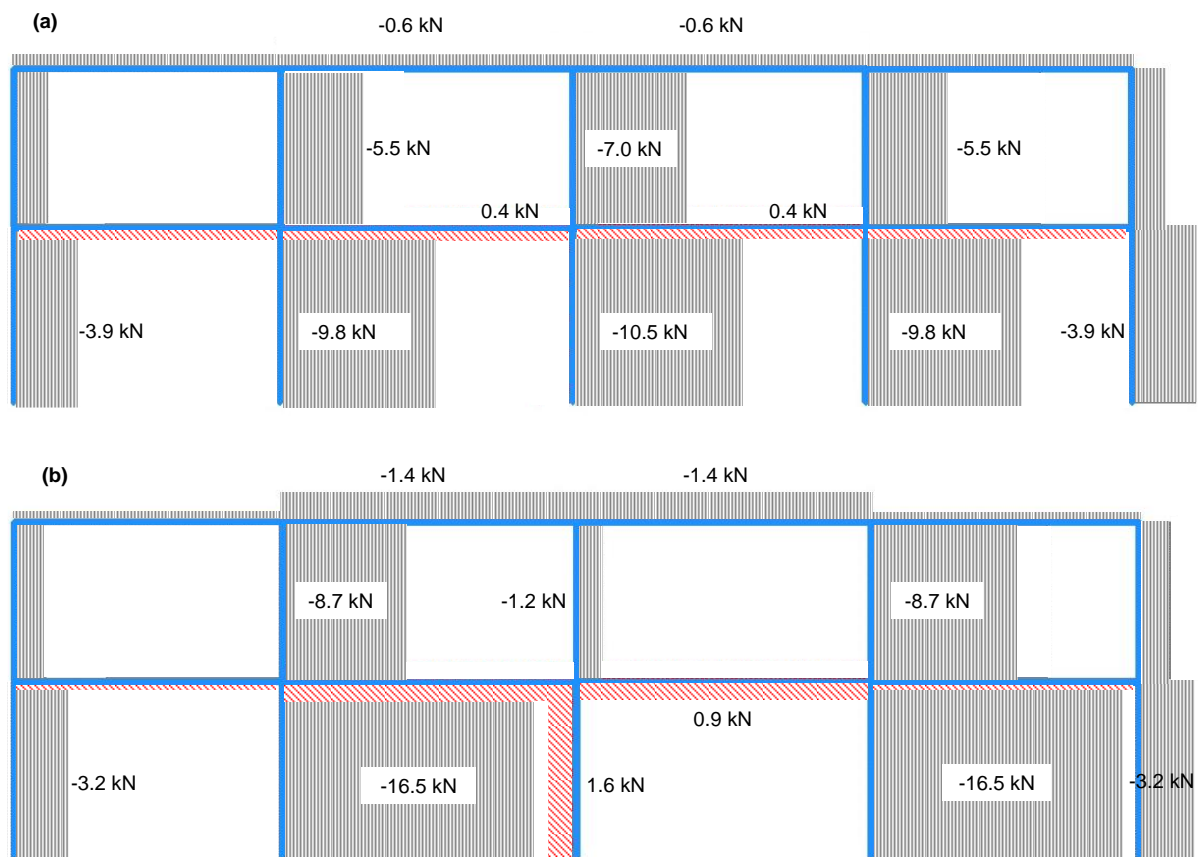 (a)
-0.6 kN -0.6 kN
-5.5 kN -7.0 kN -5.5 kN
0.4 kN 0.4 kN
-3.9 kN -9.8 kN -10.5 kN -9.8 kN -3.9 kN
(b)
-1.4 kN -1.4 kN
-8.7 kN -1.2 kN -8.7 kN
0.9 kN
-3.2 kN -16.5 kN 1.6 kN -16.5 kN -3.2 kN